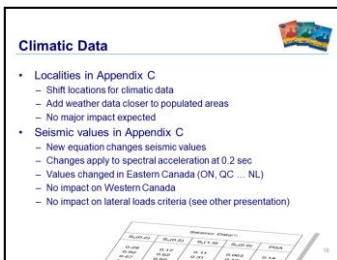 Climatic Data
• Localities in Appendix C
– Shift locations for climatic data
– Add weather data closer to populated areas
– No major impact expected
• Seismic values in Appendix C
– New equation changes seismic values
– Changes apply to spectral acceleration at 0.2 sec
– Values changed in Eastern Canada (ON, QC ... NL)
– No impact on Western Canada
– No impact on lateral loads criteria (see other presentation)
Seismic Data
PGA